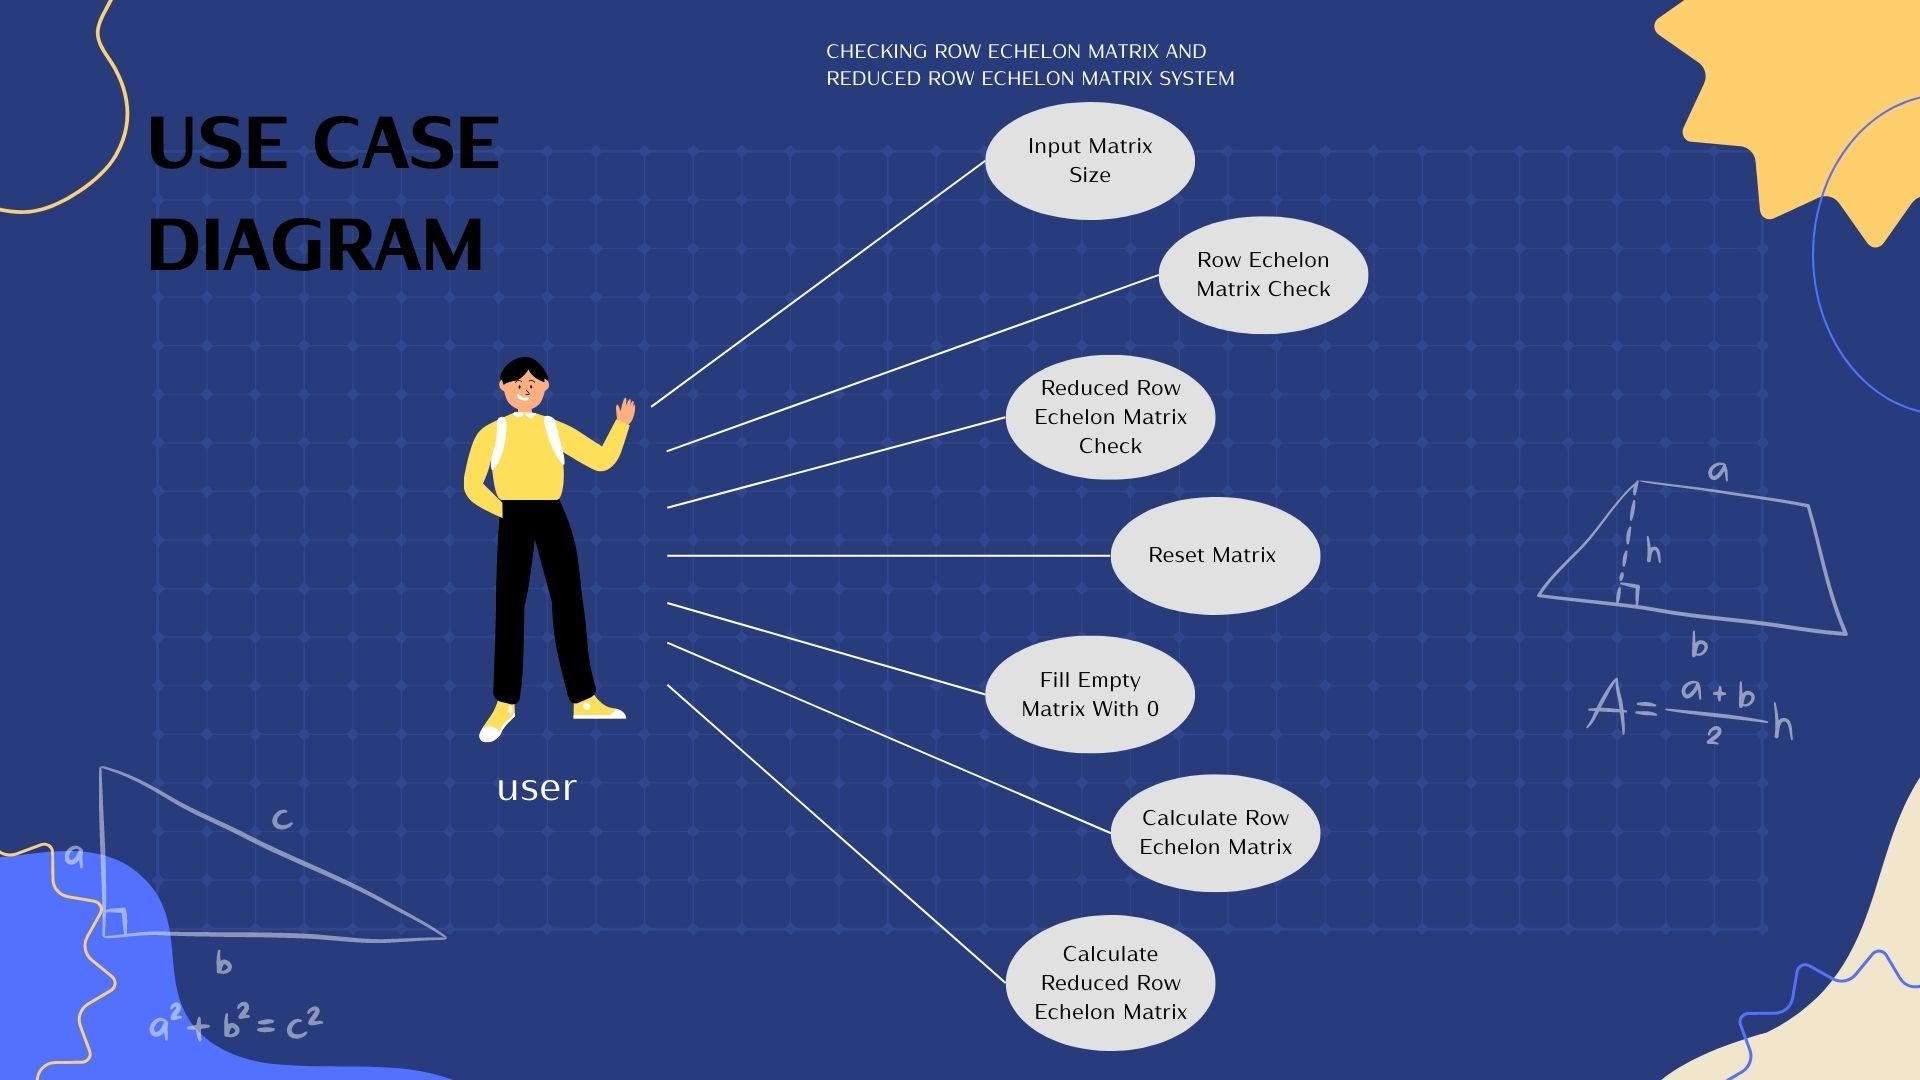 CHECKING ROW ECHELON MATRIX AND
REDUCED ROW ECHELON MATRIX SYSTEM
USE CASE
DIAGRAM
Input Matrix
Size
Row Echelon
Matrix Check
Reduced Row
Echelon Matrix
Check
Reset Matrix
Fill Empty
Matrix With 0
Calculate Row
Echelon Matrix
Calculate
Reduced Row
Echelon Matrix
user
a
h
b
A = a + b / 2 h
c
a
b
a² + b² = c²